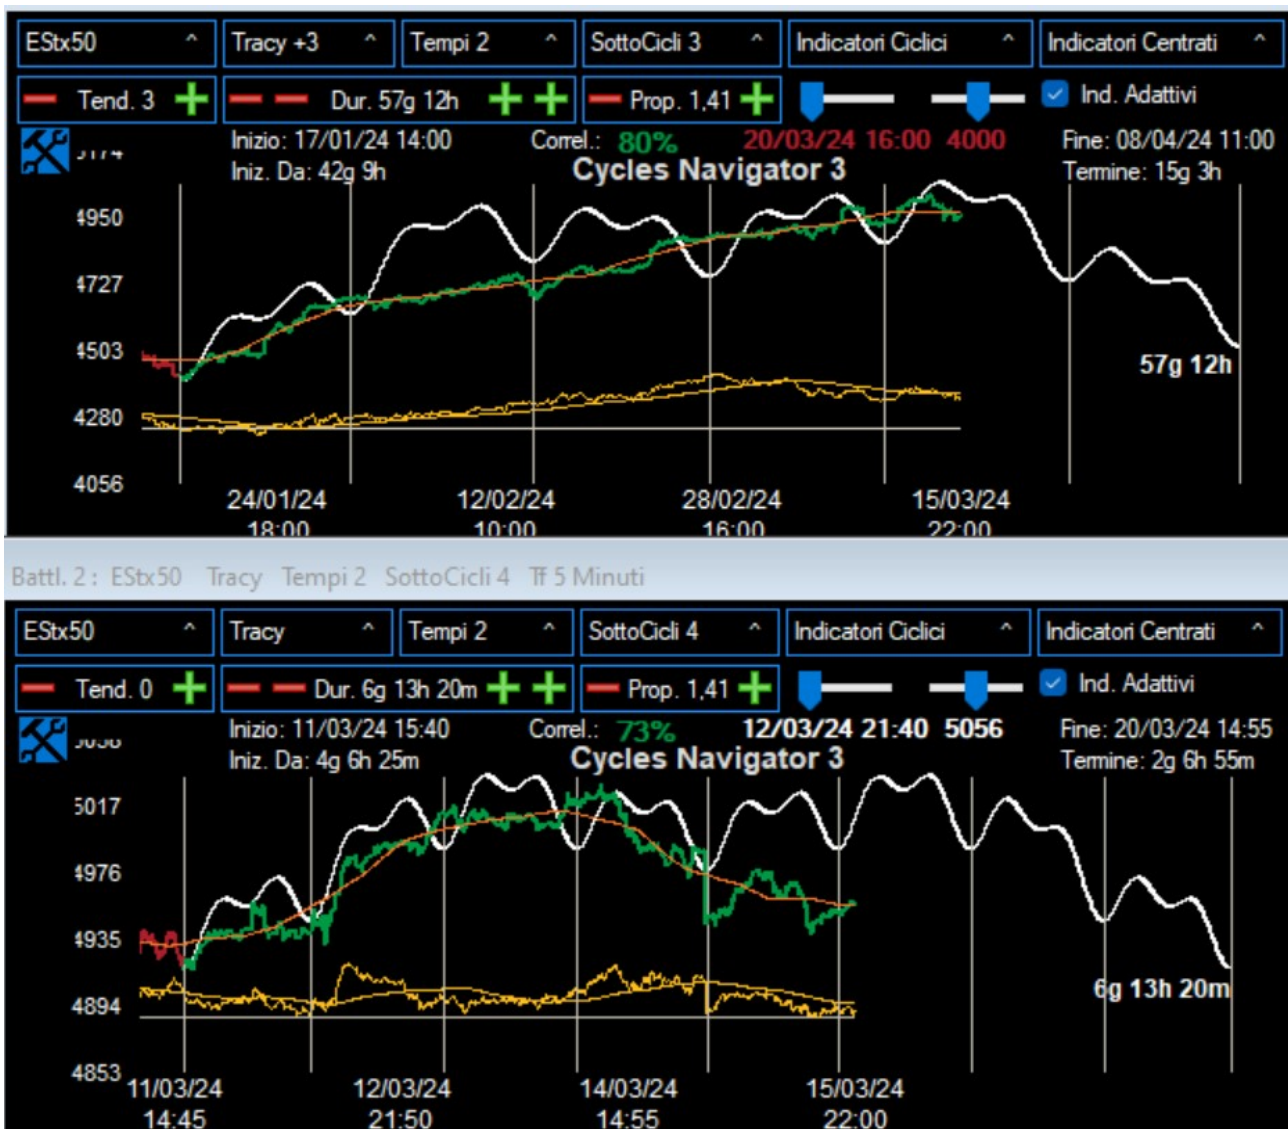 EStx50 ^ Tracy +3 ^ Tempi 2 ^ SottoCicli 3 ^ Indicatori Ciclici ^ Indicatori Centrati ^
Tend. 3 Dur. 57g 12h Prop. 1,41 Ind. Adattivi
Inizio: 17/01/24 14:00 Correl.: 80% 20/03/24 16:00 4000 Fine: 08/04/24 11:00
Iniz. Da: 42g 9h Cycles Navigator 3 Termine: 15g 3h
4950
4727
4503
57g 12h
4280
4056
24/01/24 12/02/24 28/02/24 15/03/24
18:00 10:00 16:00 22:00
Battl. 2 : EStx50 Tracy Tempi 2 SottoCicli 4 Tf 5 Minuti
EStx50 ^ Tracy ^ Tempi 2 ^ SottoCicli 4 ^ Indicatori Ciclici ^ Indicatori Centrati ^
Tend. 0 Dur. 6g 13h 20m Prop. 1,41 Ind. Adattivi
Inizio: 11/03/24 15:40 Correl.: 73% 12/03/24 21:40 5056 Fine: 20/03/24 14:55
Iniz. Da: 4g 6h 25m Cycles Navigator 3 Termine: 2g 6h 55m
5017
4976
4935
6g 13h 20m
4894
4853
11/03/24 12/03/24 14/03/24 15/03/24
14:45 21:50 14:55 22:00